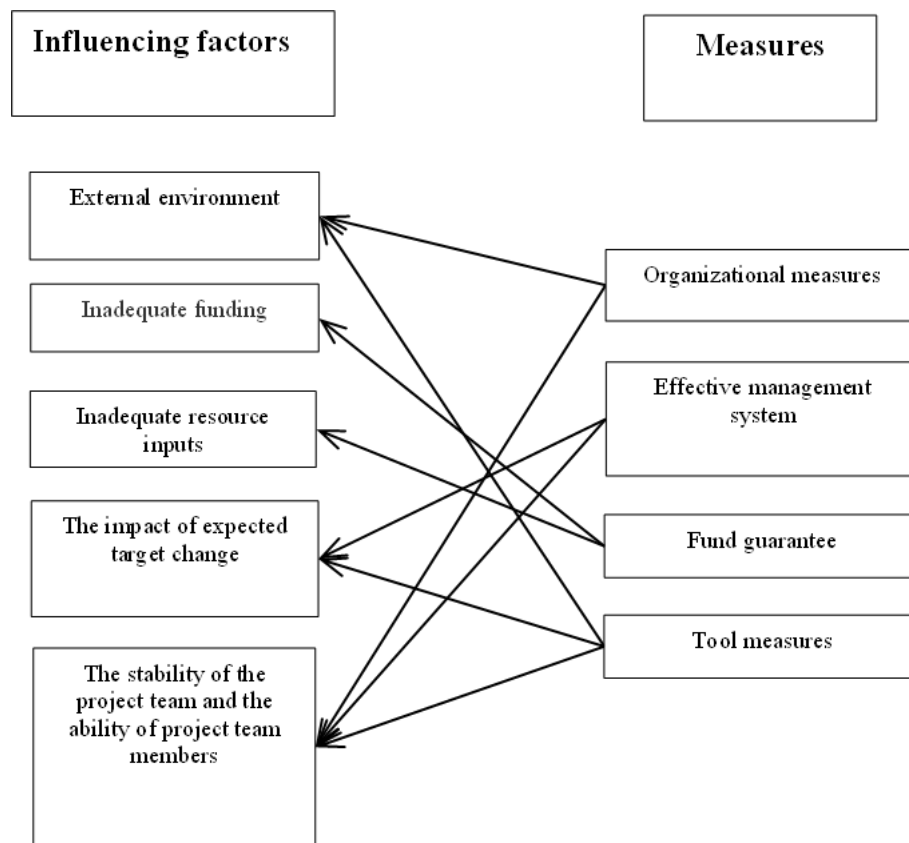 Influencing factors
Measures
External environment
Inadequate funding
Inadequate resource
inputs
The impact of expected
target change
The stability of the
project team and the
ability of project team
members
Organizational measures
Effective management
system
Fund guarantee
Tool measures